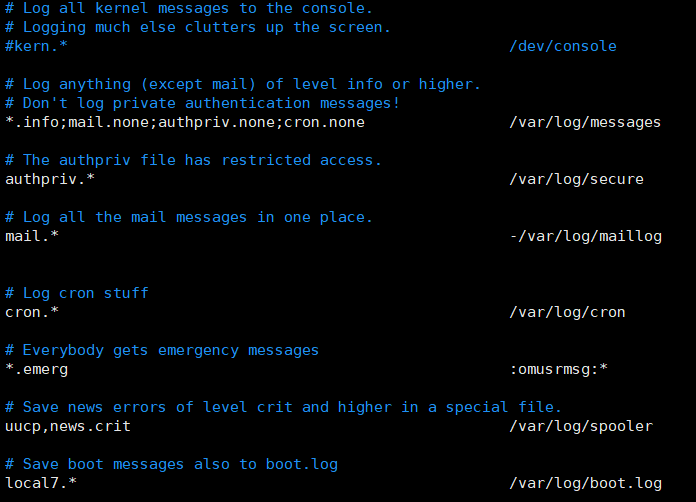 # Log all kernel messages to the console.
# Logging much else clutters up the screen.
#kern.*                                                 /dev/console

# Log anything (except mail) of level info or higher.
# Don't log private authentication messages!
*.info;mail.none;authpriv.none;cron.none                /var/log/messages

# The authpriv file has restricted access.
authpriv.*                                              /var/log/secure

# Log all the mail messages in one place.
mail.*                                                  -/var/log/maillog


# Log cron stuff
cron.*                                                  /var/log/cron

# Everybody gets emergency messages
*.emerg                                                 :omusrmsg:*

# Save news errors of level crit and higher in a special file.
uucp,news.crit                                          /var/log/spooler

# Save boot messages also to boot.log
local7.*                                                /var/log/boot.log